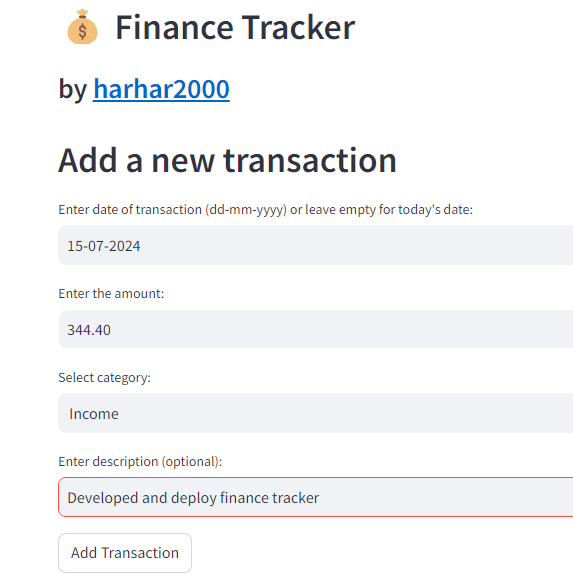 Finance Tracker
by harhar2000
Add a new transaction
Enter date of transaction (dd-mm-yyyy) or leave empty for today's date:
15-07-2024
Enter the amount:
344.40
Select category:
Income
Enter description (optional):
Developed and deploy finance tracker
Add Transaction